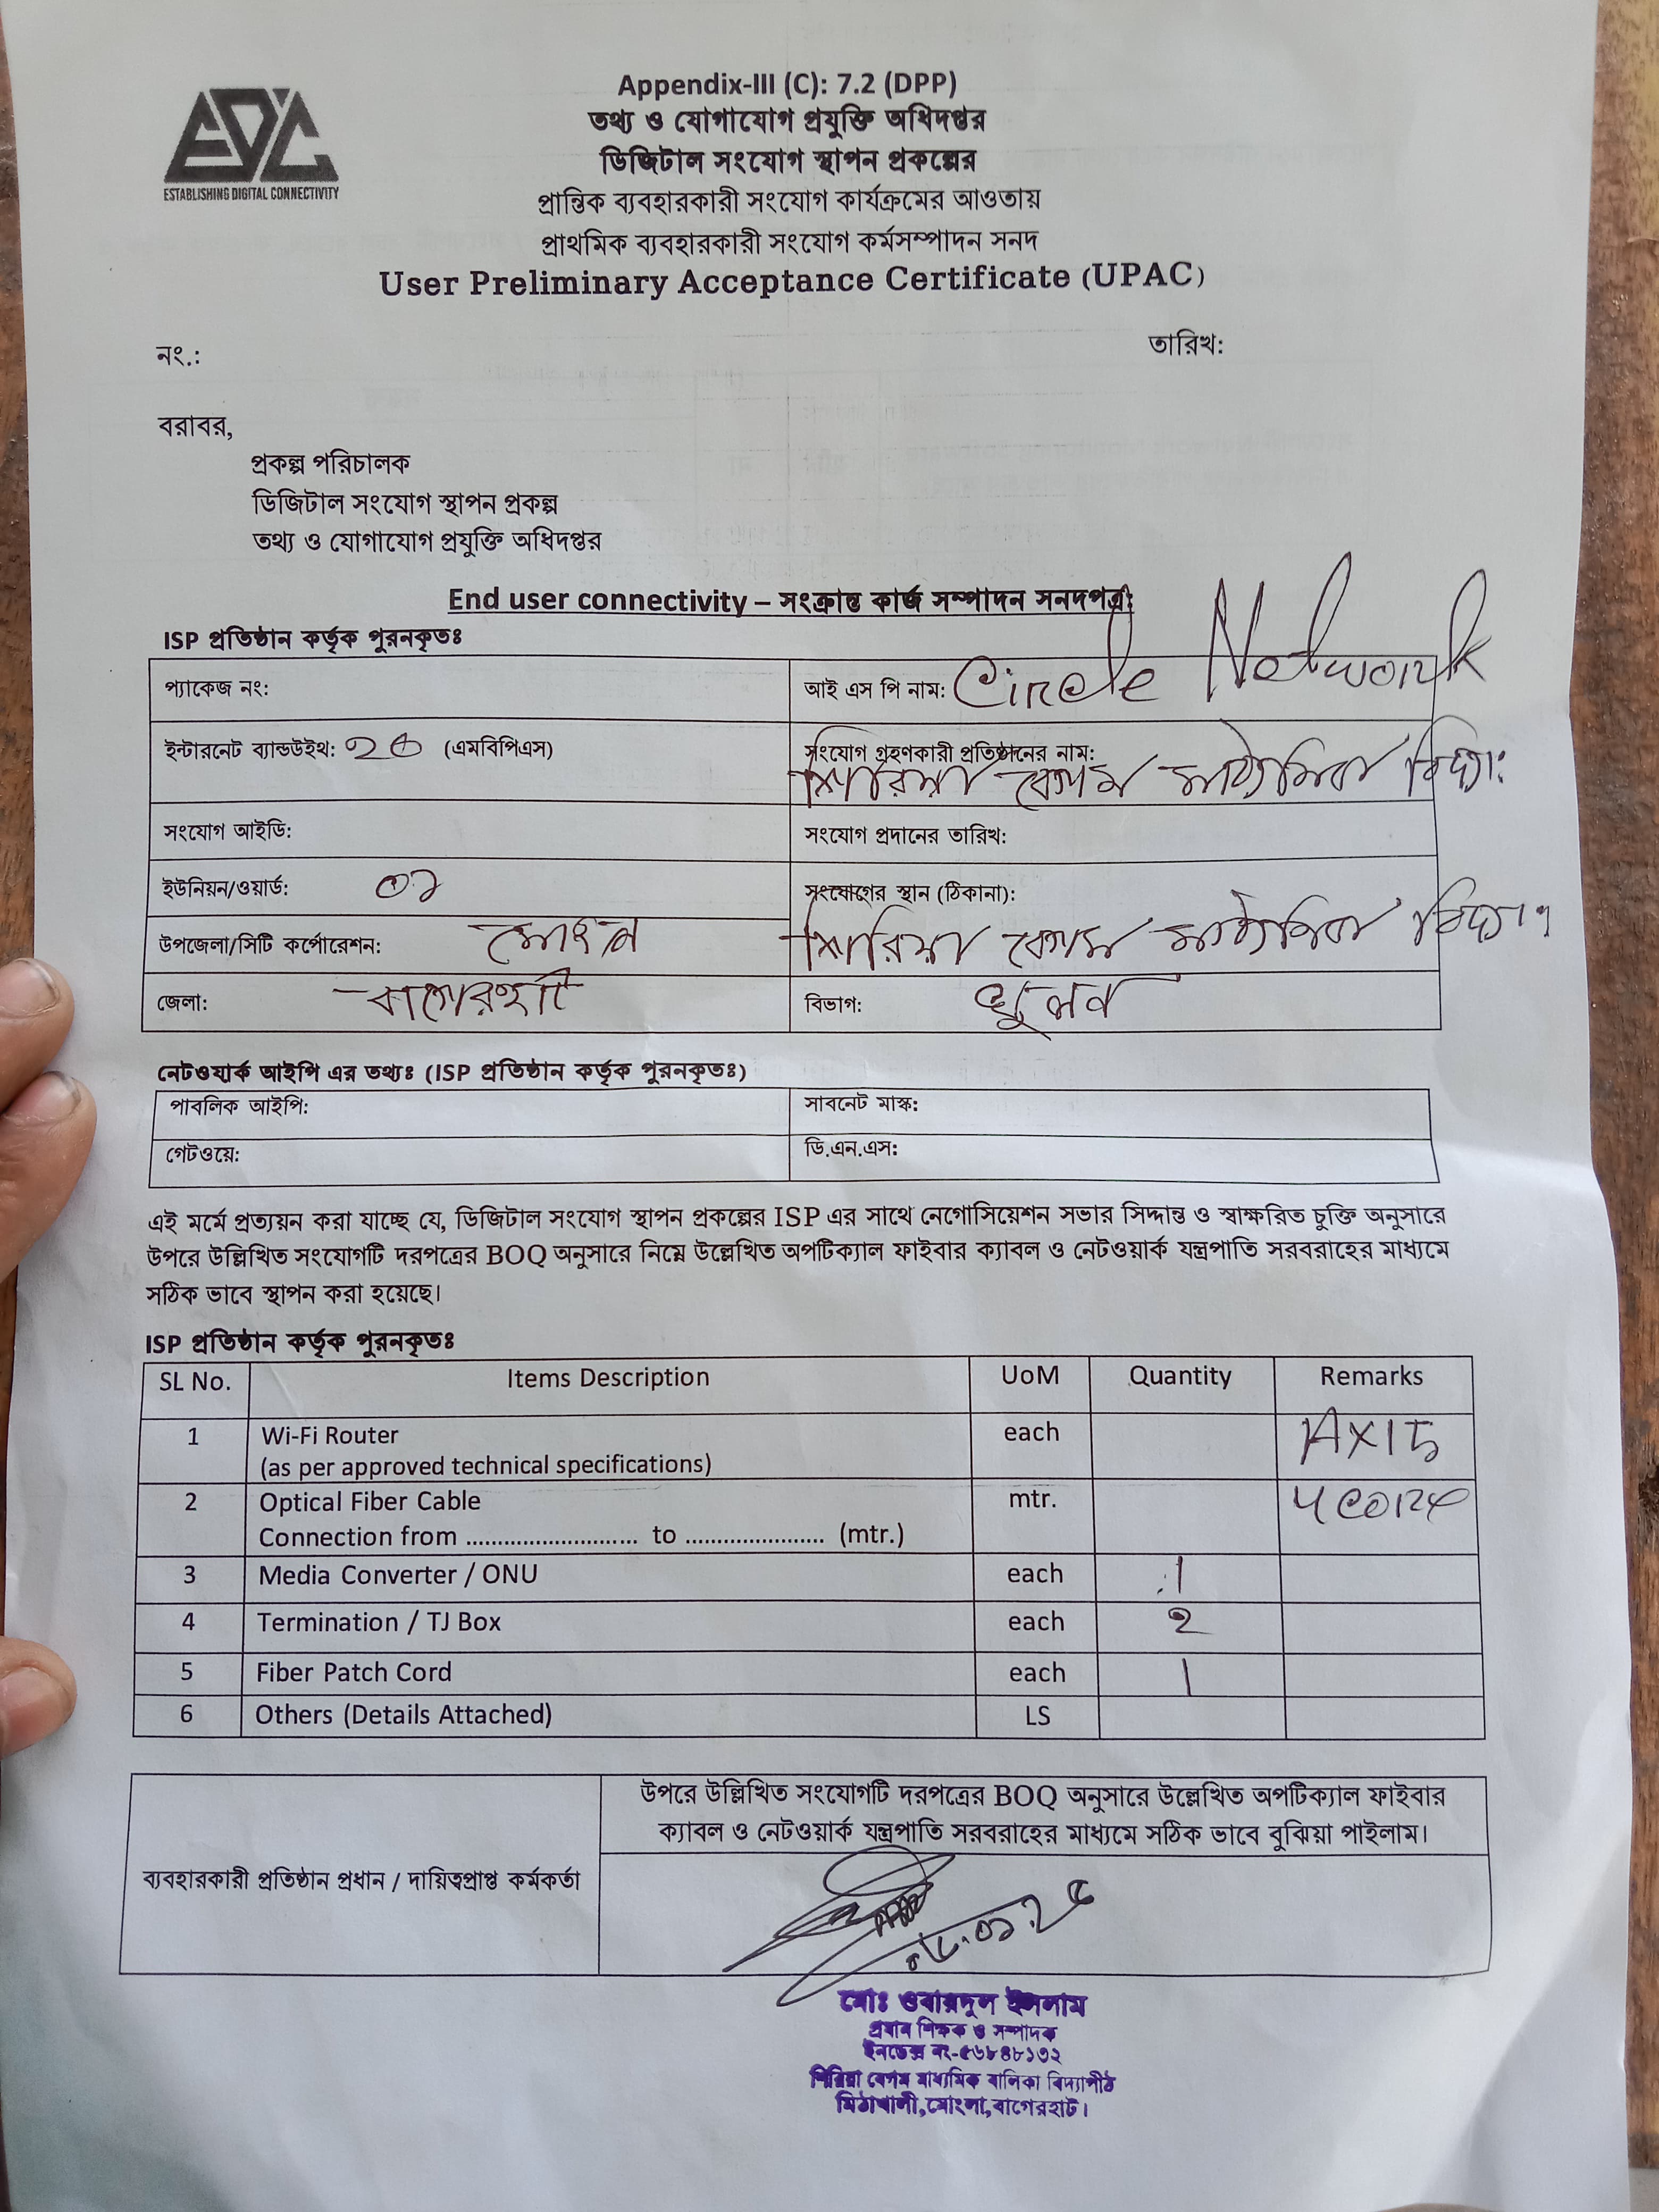 EDC
ESTABLISHING DIGITAL CONNECTIVITY
Appendix-III (C): 7.2 (DPP)
তথ্য ও যোগাযোগ প্রযুক্তি অধিদপ্তর
ডিজিটাল সংযোগ স্থাপন প্রকল্পের
প্রান্তিক ব্যবহারকারী সংযোগ কার্যক্রমের আওতায়
প্রাথমিক ব্যবহারকারী সংযোগ কর্মসম্পাদন সনদ
User Preliminary Acceptance Certificate (UPAC)
নং.: তারিখ:
বরাবর,
প্রকল্প পরিচালক
ডিজিটাল সংযোগ স্থাপন প্রকল্প
তথ্য ও যোগাযোগ প্রযুক্তি অধিদপ্তর
End user connectivity – সংক্রান্ত কার্জ সম্পাদন সনদপত্র:
ISP প্রতিষ্ঠান কর্তৃক পুরনকৃতঃ
প্যাকেজ নং: আই এস পি নাম: Circle Network
ইন্টারনেট ব্যান্ডউইথ: (এমবিপিএস) সংযোগ গ্রহণকারী প্রতিষ্ঠানের নাম:
বেগম মাধ্যমিক বিদ্যাঃ
সংযোগ আইডি: সংযোগ প্রদানের তারিখ:
ইউনিয়ন/ওয়ার্ড: ০১ সংযোগের স্থান (ঠিকানা):
উপজেলা/সিটি কর্পোরেশন: বেগম মাধ্যমিক
জেলা: বাগেরহাট বিভাগ:
নেটওয়ার্ক আইপি এর তথ্যঃ (ISP প্রতিষ্ঠান কর্তৃক পুরনকৃতঃ)
পাবলিক আইপি: সাবনেট মাস্ক:
গেটওয়ে: ডি.এন.এস:
এই মর্মে প্রত্যয়ন করা যাচ্ছে যে, ডিজিটাল সংযোগ স্থাপন প্রকল্পের ISP এর সাথে নেগোসিয়েশন সভার সিদ্দান্ত ও স্বাক্ষরিত চুক্তি অনুসারে
উপরে উল্লিখিত সংযোগটি দরপত্রের BOQ অনুসারে নিম্নে উল্লেখিত অপটিক্যাল ফাইবার ক্যাবল ও নেটওয়ার্ক যন্ত্রপাতি সরবরাহের মাধ্যমে
সঠিক ভাবে স্থাপন করা হয়েছে।
ISP প্রতিষ্ঠান কর্তৃক পুরনকৃতঃ
SL No. Items Description UoM Quantity Remarks
1 Wi-Fi Router each AX15
(as per approved technical specifications)
2 Optical Fiber Cable mtr.
Connection from ........................... to ...................... (mtr.)
3 Media Converter / ONU each 1
4 Termination / TJ Box each 2
5 Fiber Patch Cord each 1
6 Others (Details Attached) LS
উপরে উল্লিখিত সংযোগটি দরপত্রের BOQ অনুসারে উল্লেখিত অপটিক্যাল ফাইবার
ক্যাবল ও নেটওয়ার্ক যন্ত্রপাতি সরবরাহের মাধ্যমে সঠিক ভাবে বুঝিয়া পাইলাম।
ব্যবহারকারী প্রতিষ্ঠান প্রধান / দায়িত্বপ্রাপ্ত কর্মকর্তা
মোঃ ওবায়দুল ইসলাম
প্রধান শিক্ষক ও সম্পাদক
ইনডেক্স নং-৫৬৮৪৮১৩২
শিরিয়া বেগম মাধ্যমিক বালিকা বিদ্যাপীঠ
মিঠাখালী, মোংলা, বাগেরহাট।